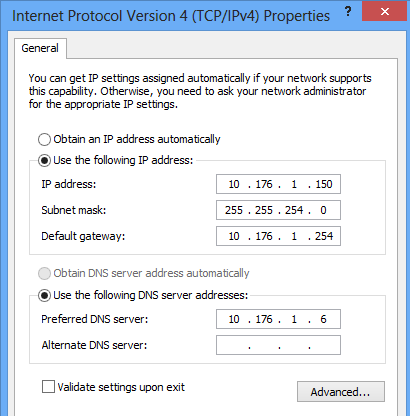 Internet Protocol Version 4 (TCP/IPv4) Properties ? ×
General
You can get IP settings assigned automatically if your network supports
this capability. Otherwise, you need to ask your network administrator
for the appropriate IP settings.
Obtain an IP address automatically
Use the following IP address:
IP address: 10 . 176 . 1 . 150
Subnet mask: 255 . 255 . 254 . 0
Default gateway: 10 . 176 . 1 . 254
Obtain DNS server address automatically
Use the following DNS server addresses:
Preferred DNS server: 10 . 176 . 1 . 6
Alternate DNS server: . . .
Validate settings upon exit
Advanced...